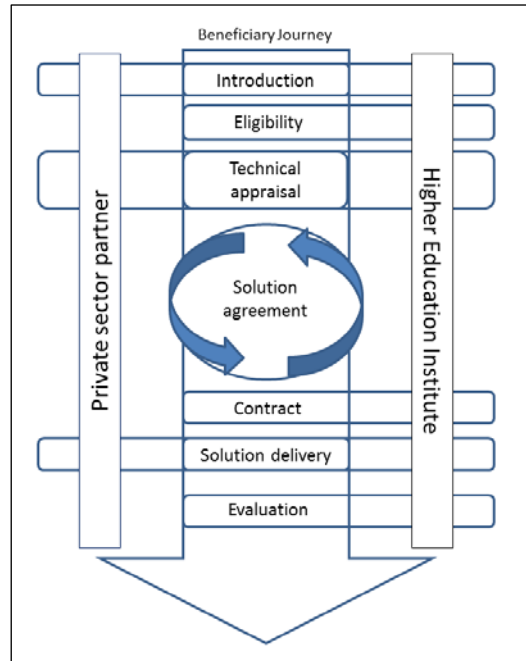 Beneficiary Journey
Introduction
Eligibility
Technical
appraisal
Private sector partner
Higher Education Institute
Solution
agreement
Contract
Solution delivery
Evaluation